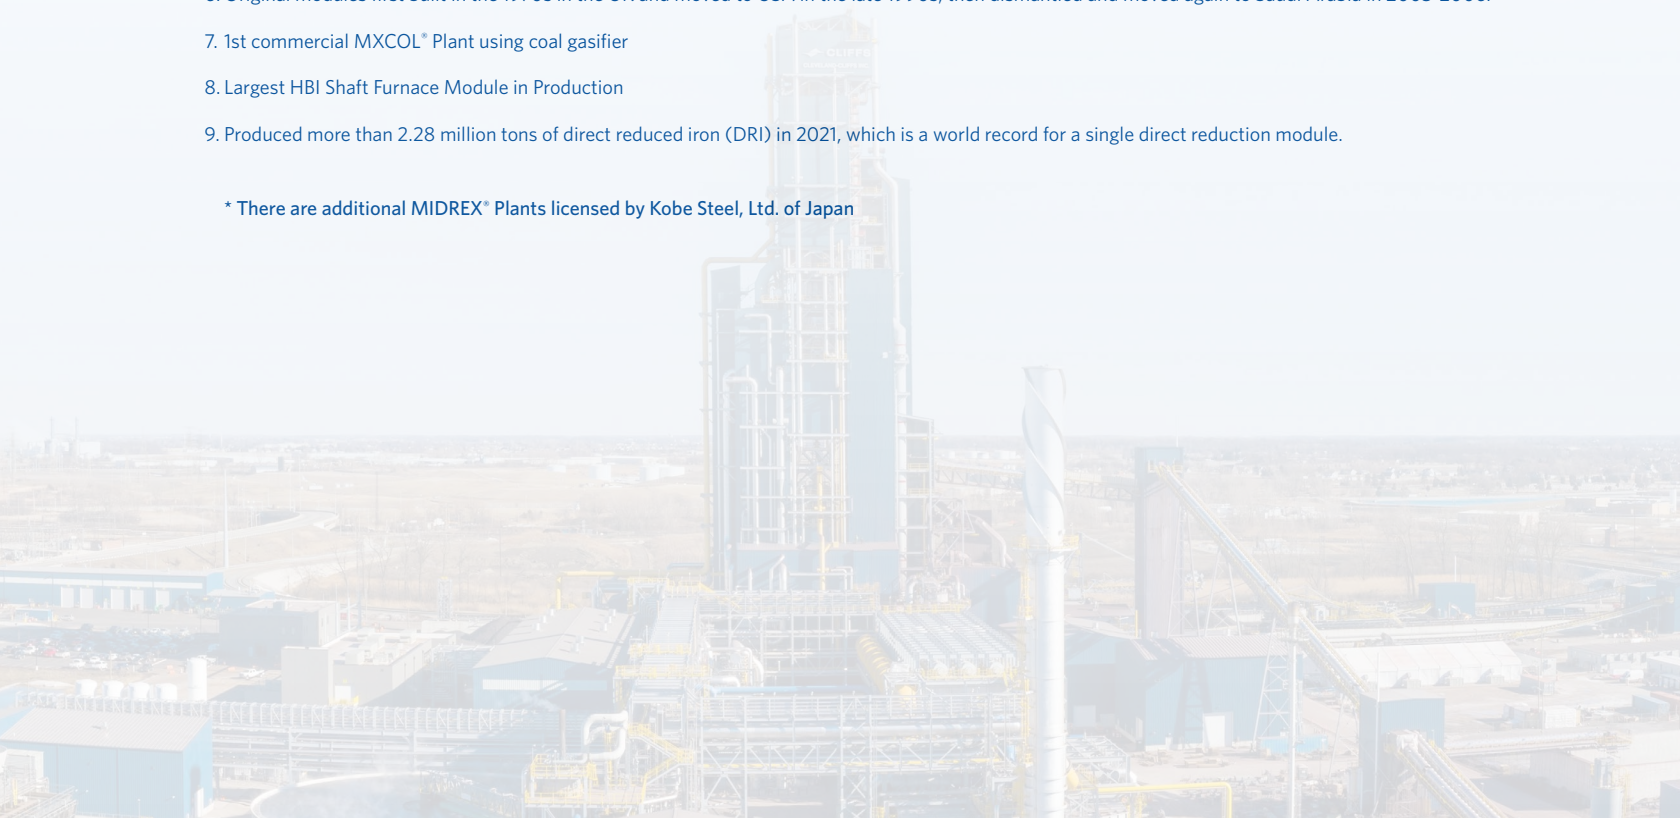 7. 1st commercial MXCOL® Plant using coal gasifier
CLIFFS
8. Largest HBI Shaft Furnace Module in Production
9. Produced more than 2.28 million tons of direct reduced iron (DRI) in 2021, which is a world record for a single direct reduction module.
* There are additional MIDREX® Plants licensed by Kobe Steel, Ltd. of Japan